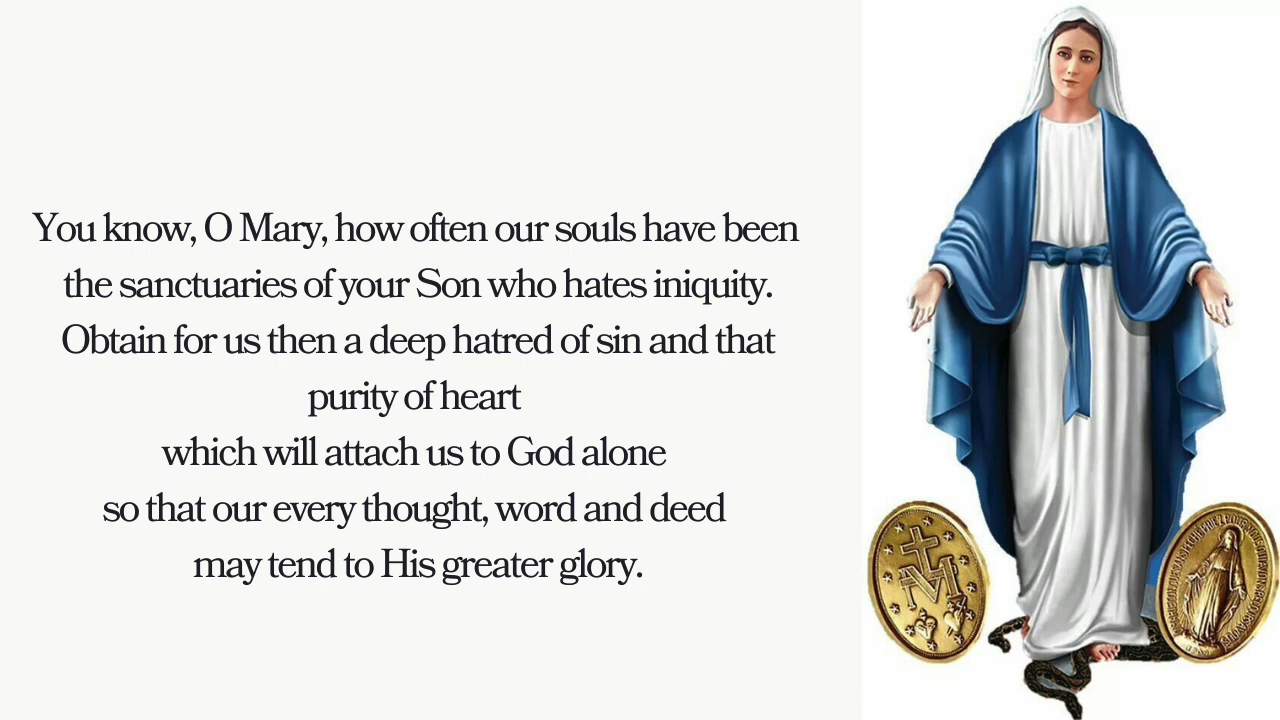 You know, O Mary, how often our souls have been
the sanctuaries of your Son who hates iniquity.
Obtain for us then a deep hatred of sin and that
purity of heart
which will attach us to God alone
so that our every thought, word and deed
may tend to His greater glory.
M